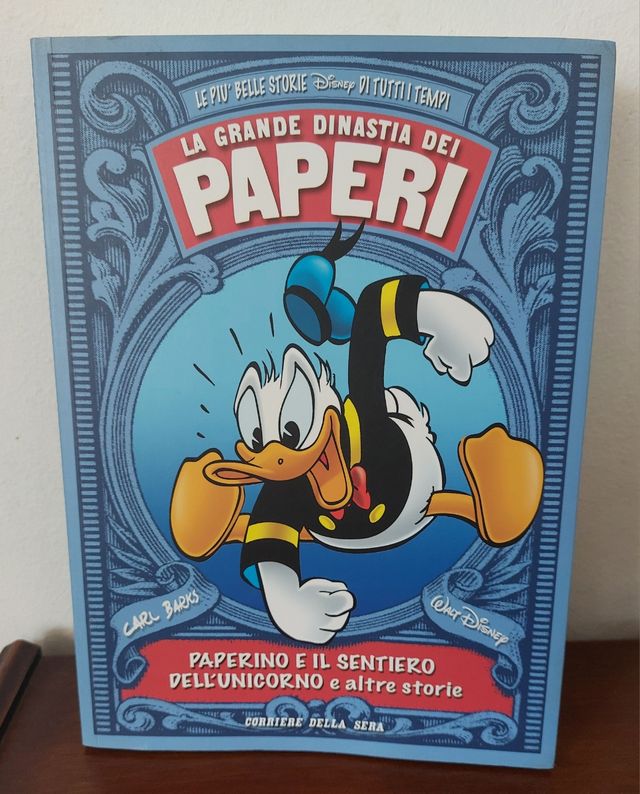 LE PIU' BELLE STORIE Disney DI TUTTI I TEMPI
LA GRANDE DINASTIA DEI
PAPERI
CARL BARKS
WALT DISNEY
PAPERINO E IL SENTIERO
DELL'UNICORNO e altre storie
CORRIERE DELLA SERA